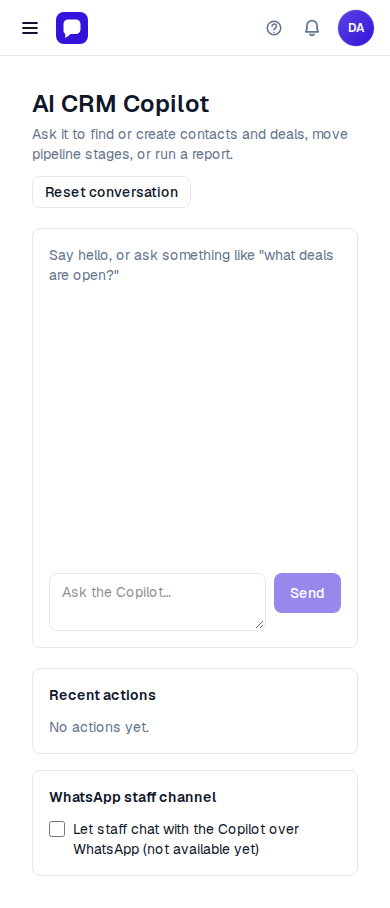 DA
AI CRM Copilot
Ask it to find or create contacts and deals, move
pipeline stages, or run a report.
Reset conversation
Say hello, or ask something like "what deals
are open?"
Ask the Copilot…
Send
Recent actions
No actions yet.
WhatsApp staff channel
Let staff chat with the Copilot over
WhatsApp (not available yet)